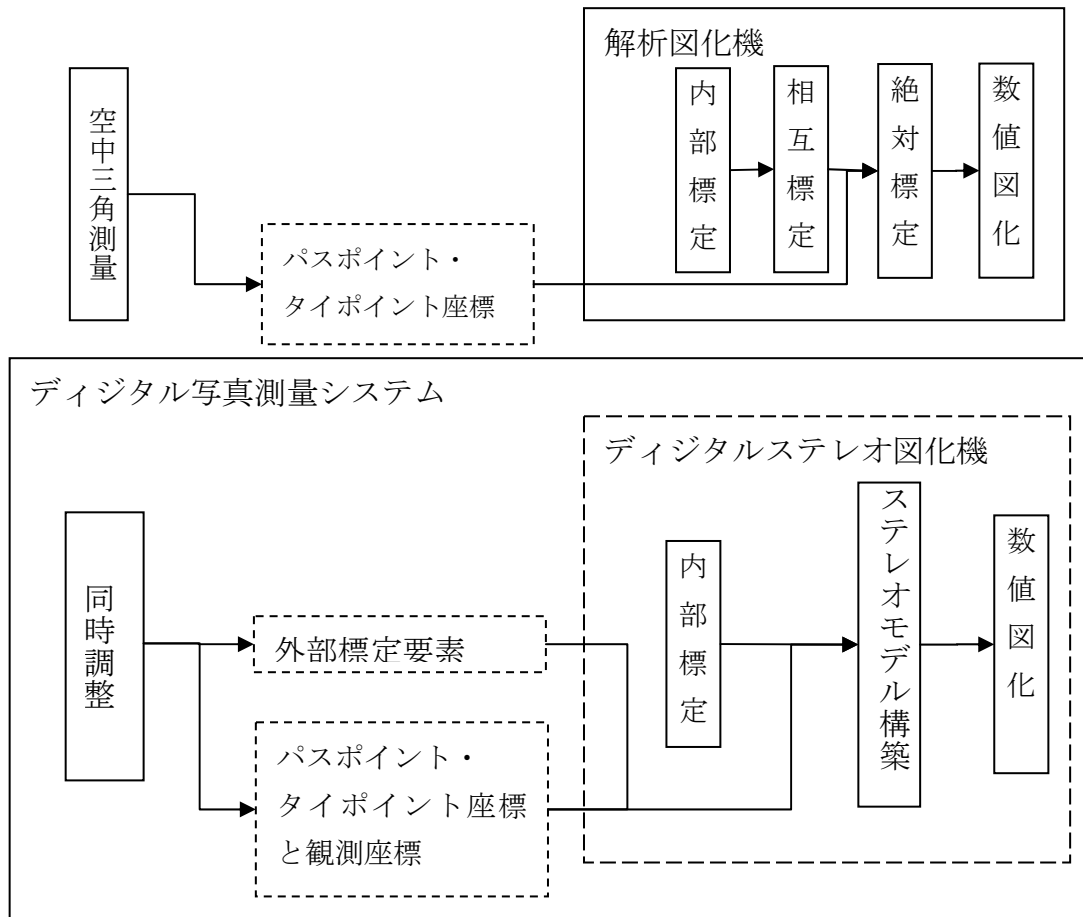 解析図化機
空中三角測量
パスポイント・
タイポイント座標
内部標定
相互標定
絶対標定
数値図化
ディジタル写真測量システム
ディジタルステレオ図化機
同時調整
外部標定要素
パスポイント・
タイポイント座標
と観測座標
内部標定
ステレオモデル構築
数値図化